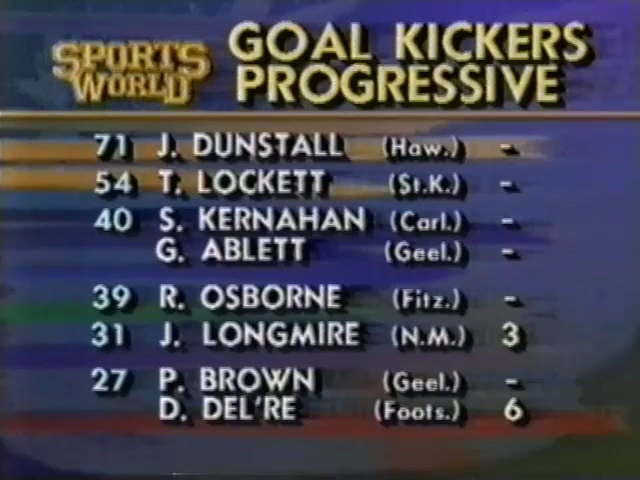 SPORTS WORLD
GOAL KICKERS
PROGRESSIVE
71 J. DUNSTALL (Haw.) -
54 T. LOCKETT (St.K.) -
40 S. KERNAHAN (Carl.) -
G. ABLETT (Geel.) -
39 R. OSBORNE (Fitz.) -
31 J. LONGMIRE (N.M.) 3
27 P. BROWN (Geel.) -
D. DEL'RE (Foots.) 6